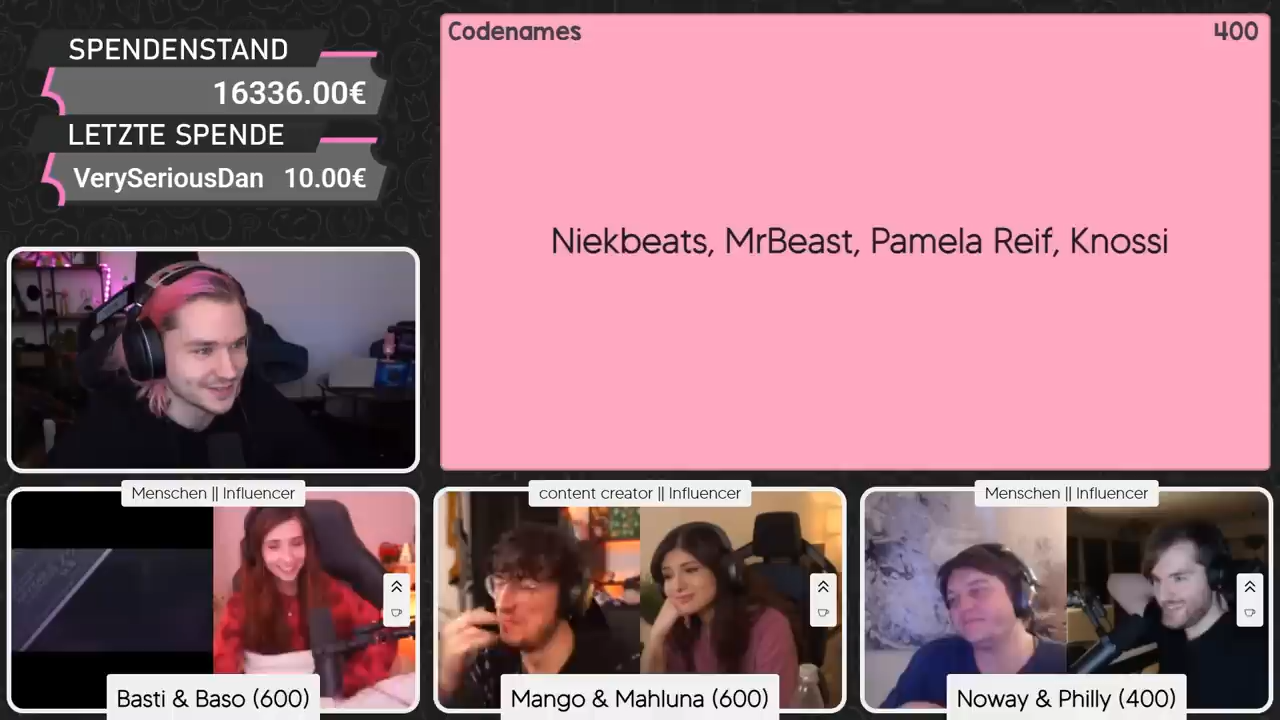 SPENDENSTAND
16336.00€
LETZTE SPENDE
VerySeriousDan 10.00€
Codenames 400
Niekbeats, MrBeast, Pamela Reif, Knossi
Menschen || Influencer
content creator || Influencer
Menschen || Influencer
Basti & Baso (600)
Mango & Mahluna (600)
Noway & Philly (400)